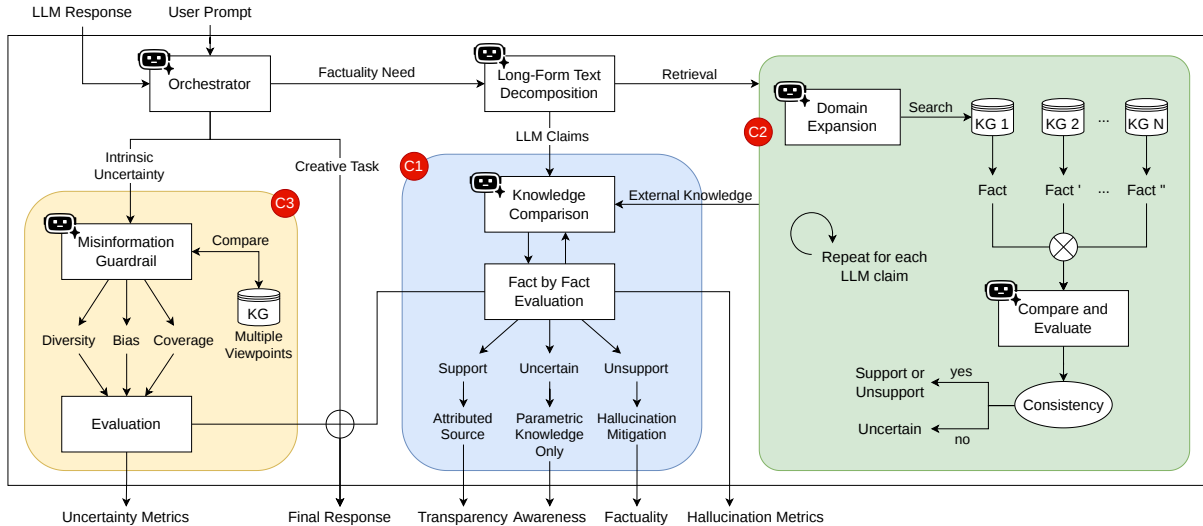 LLM Response
User Prompt
Orchestrator
Factuality Need
Long-Form Text
Decomposition
Retrieval
Domain
Expansion
Search
KG 1
KG 2
...
KG N
C2
Fact
Fact '
...
Fact "
Repeat for each
LLM claim
Compare and
Evaluate
Consistency
yes
Support or
Unsupport
no
Uncertain
LLM Claims
C1
Knowledge
Comparison
External Knowledge
Fact by Fact
Evaluation
Support
Uncertain
Unsupport
Attributed
Source
Parametric
Knowledge
Only
Hallucination
Mitigation
Intrinsic
Uncertainty
Creative Task
C3
Misinformation
Guardrail
Compare
KG
Multiple
Viewpoints
Diversity
Bias
Coverage
Evaluation
Uncertainty Metrics
Final Response
Transparency
Awareness
Factuality
Hallucination Metrics